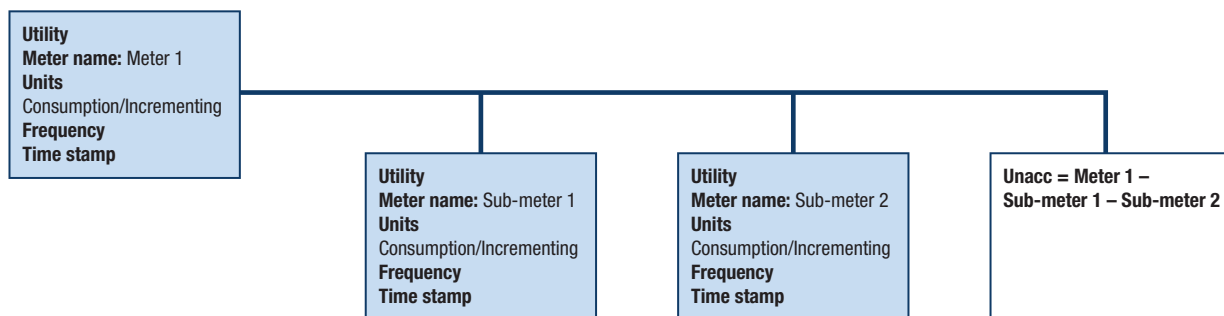 Utility
Meter name: Meter 1
Units
Consumption/Incrementing
Frequency
Time stamp
Utility
Meter name: Sub-meter 1
Units
Consumption/Incrementing
Frequency
Time stamp
Utility
Meter name: Sub-meter 2
Units
Consumption/Incrementing
Frequency
Time stamp
Unacc = Meter 1 –
Sub-meter 1 – Sub-meter 2